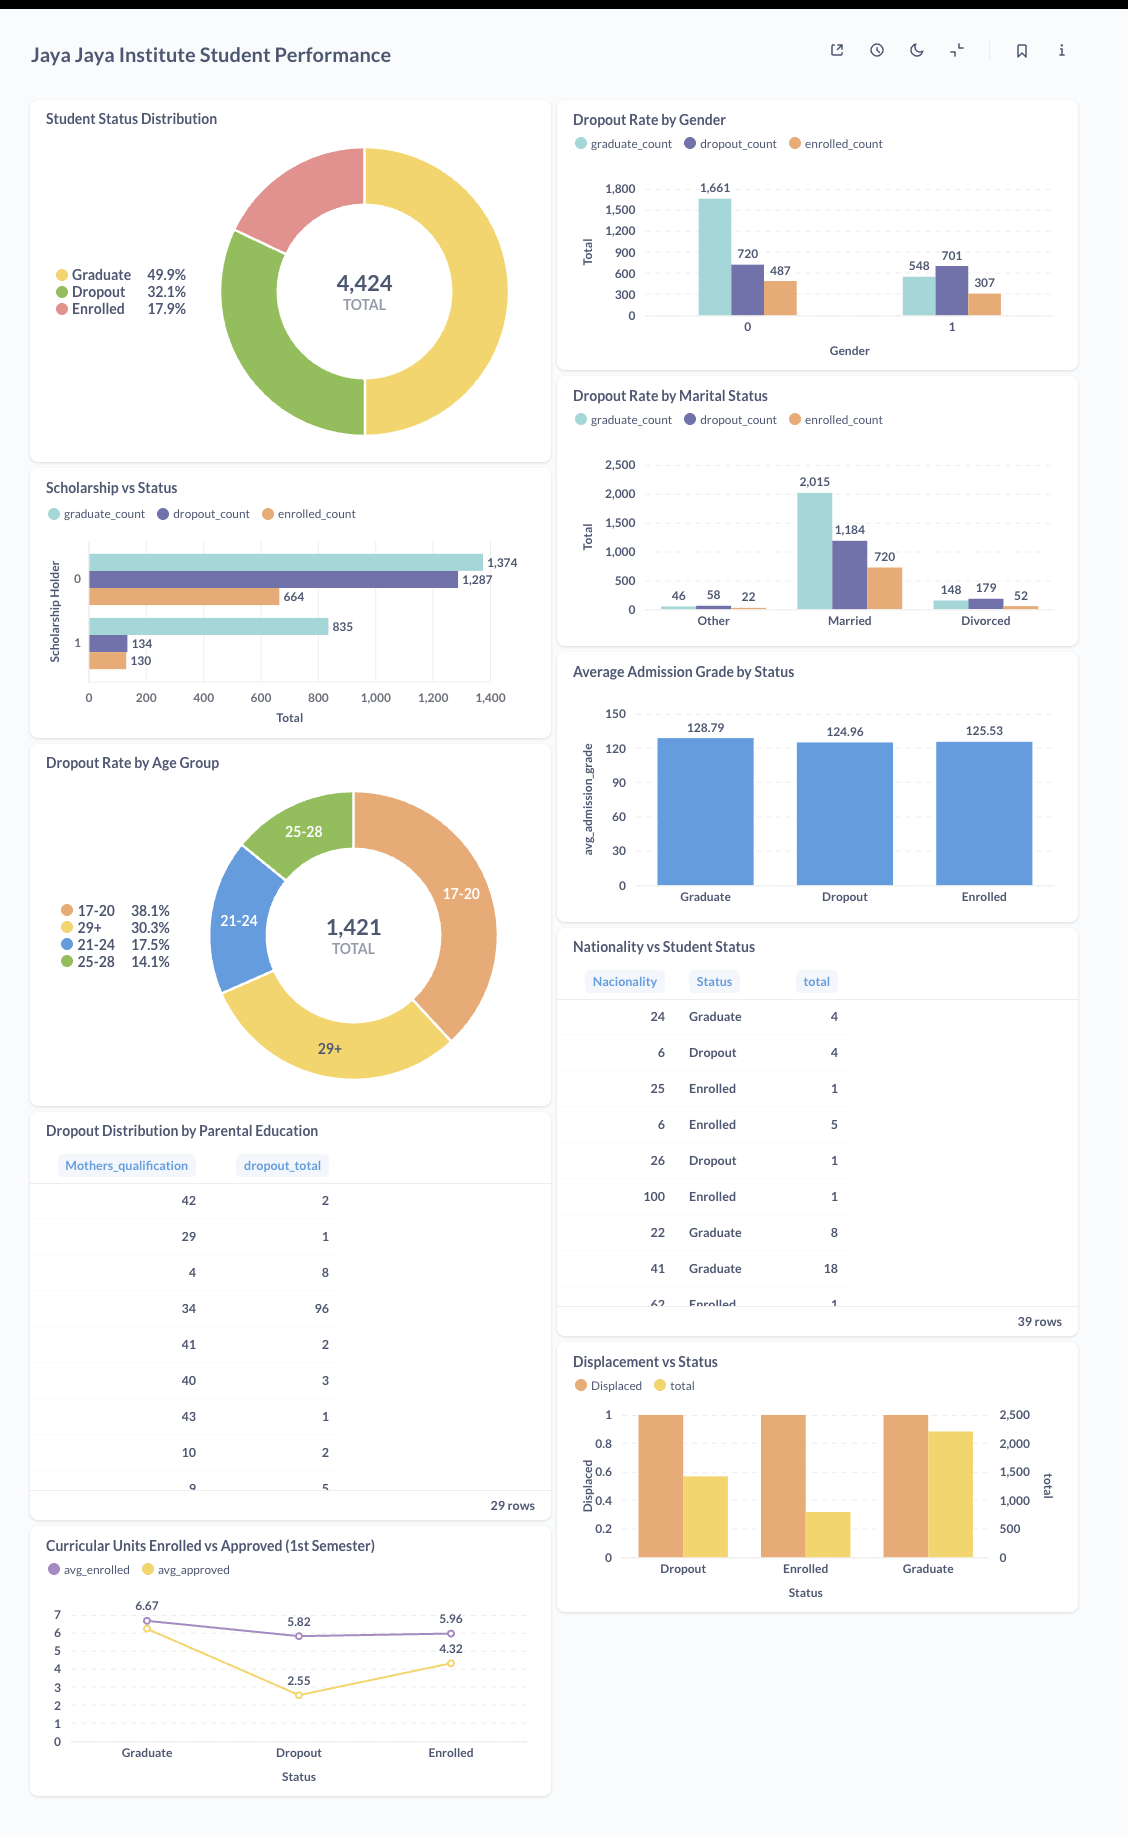 Jaya Jaya Institute Student Performance
Student Status Distribution
Graduate 49.9%
Dropout 32.1%
Enrolled 17.9%
4,424
TOTAL
Scholarship vs Status
graduate_count dropout_count enrolled_count
Scholarship Holder
0
1,374
1,287
664
1
835
134
130
0 200 400 600 800 1,000 1,200 1,400
Total
Dropout Rate by Age Group
17-20 38.1%
29+ 30.3%
21-24 17.5%
25-28 14.1%
25-28
17-20
21-24
29+
1,421
TOTAL
Dropout Distribution by Parental Education
Mothers_qualification dropout_total
42 2
29 1
4 8
34 96
41 2
40 3
43 1
10 2
9 5
29 rows
Curricular Units Enrolled vs Approved (1st Semester)
avg_enrolled avg_approved
7
6
5
4
3
2
1
0
6.67
5.82
5.96
2.55
4.32
Graduate Dropout Enrolled
Status
Dropout Rate by Gender
graduate_count dropout_count enrolled_count
Total
1,800
1,500
1,200
900
600
300
0
1,661
720
487
548
701
307
0 1
Gender
Dropout Rate by Marital Status
graduate_count dropout_count enrolled_count
Total
2,500
2,000
1,500
1,000
500
0
46 58 22
2,015
1,184
720
148 179 52
Other Married Divorced
Average Admission Grade by Status
avg_admission_grade
150
120
90
60
30
0
128.79 124.96 125.53
Graduate Dropout Enrolled
Nationality vs Student Status
Nacionality Status total
24 Graduate 4
6 Dropout 4
25 Enrolled 1
6 Enrolled 5
26 Dropout 1
100 Enrolled 1
22 Graduate 8
41 Graduate 18
62 Enrolled 1
39 rows
Displacement vs Status
Displaced total
Displaced
1
0.8
0.6
0.4
0.2
0
2,500
2,000
1,500
1,000
500
0
total
Dropout Enrolled Graduate
Status